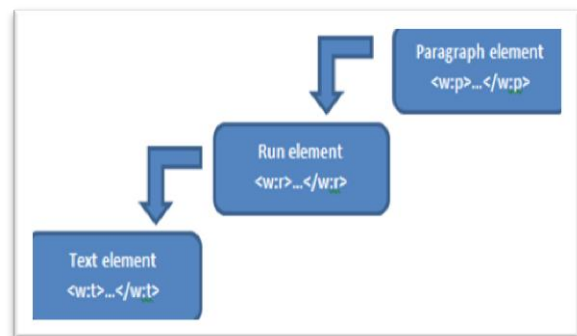 Paragraph element
<w:p>...</w:p>
Run element
<w:r>...</w:r>
Text element
<w:t>...</w:t>